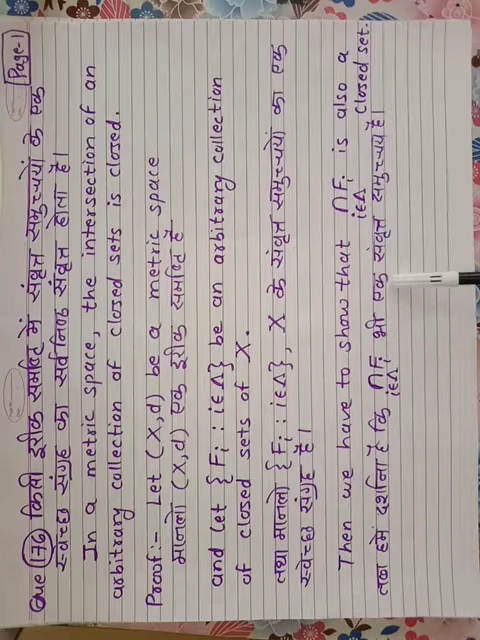 Page-1
Que 176 किसी दूरीक समष्टि में संवृत्त समुच्चयों के एक
स्वेच्छ संग्रह का सर्वनिष्ठ संवृत्त होता है।
In a metric space, the intersection of an
arbitrary collection of closed sets is closed.
Proof:- Let (X,d) be a metric space
मानलो (X,d) एक दूरीक समष्टि है
and let {Fi : i∈Δ} be an arbitrary collection
of closed sets of X.
तथा मानलो {Fi : i∈Δ}, X के संवृत्त समुच्चयों का एक
स्वेच्छ संग्रह है।
Then we have to show that ∩Fi is also a
i∈Δ closed set.
तब हमें दर्शाना है कि ∩Fi भी एक संवृत्त समुच्चय है।
i∈Δ